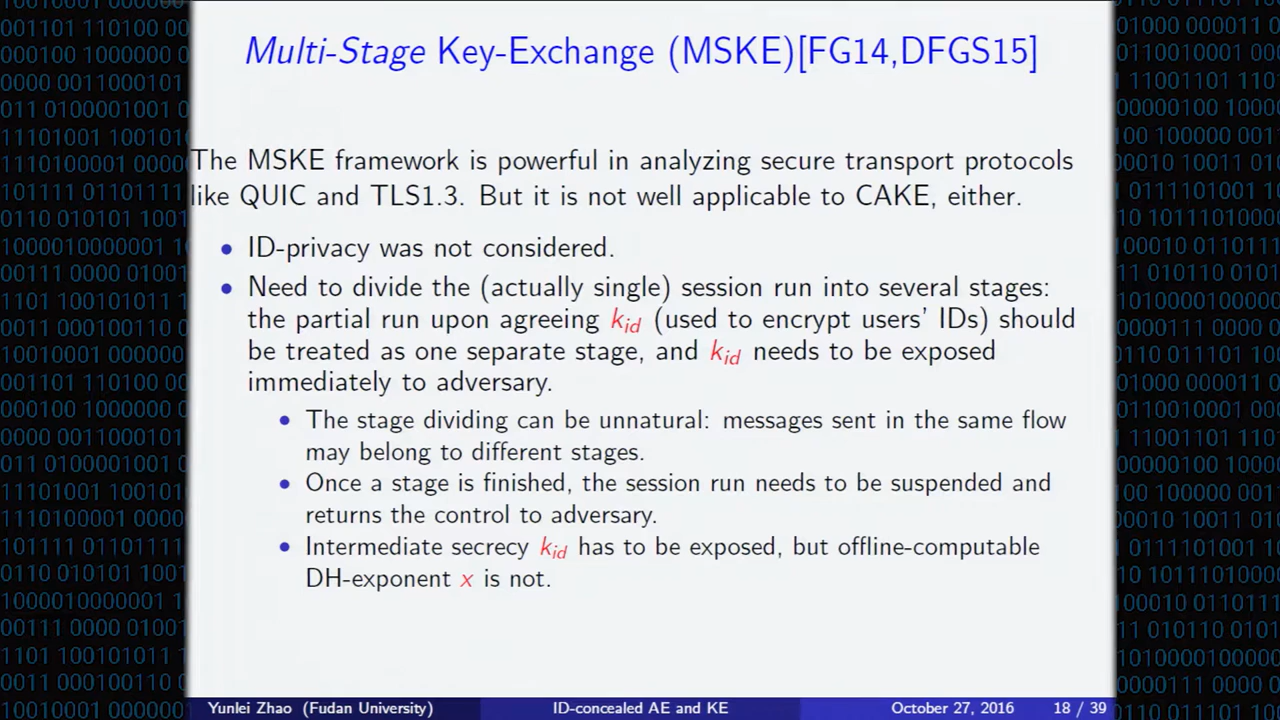 Multi-Stage Key-Exchange (MSKE)[FG14,DFGS15]
The MSKE framework is powerful in analyzing secure transport protocols
like QUIC and TLS1.3. But it is not well applicable to CAKE, either.
• ID-privacy was not considered.
• Need to divide the (actually single) session run into several stages:
the partial run upon agreeing k_id (used to encrypt users' IDs) should
be treated as one separate stage, and k_id needs to be exposed
immediately to adversary.
• The stage dividing can be unnatural: messages sent in the same flow
may belong to different stages.
• Once a stage is finished, the session run needs to be suspended and
returns the control to adversary.
• Intermediate secrecy k_id has to be exposed, but offline-computable
DH-exponent x is not.
Yunlei Zhao (Fudan University) ID-concealed AE and KE October 27, 2016 18 / 39